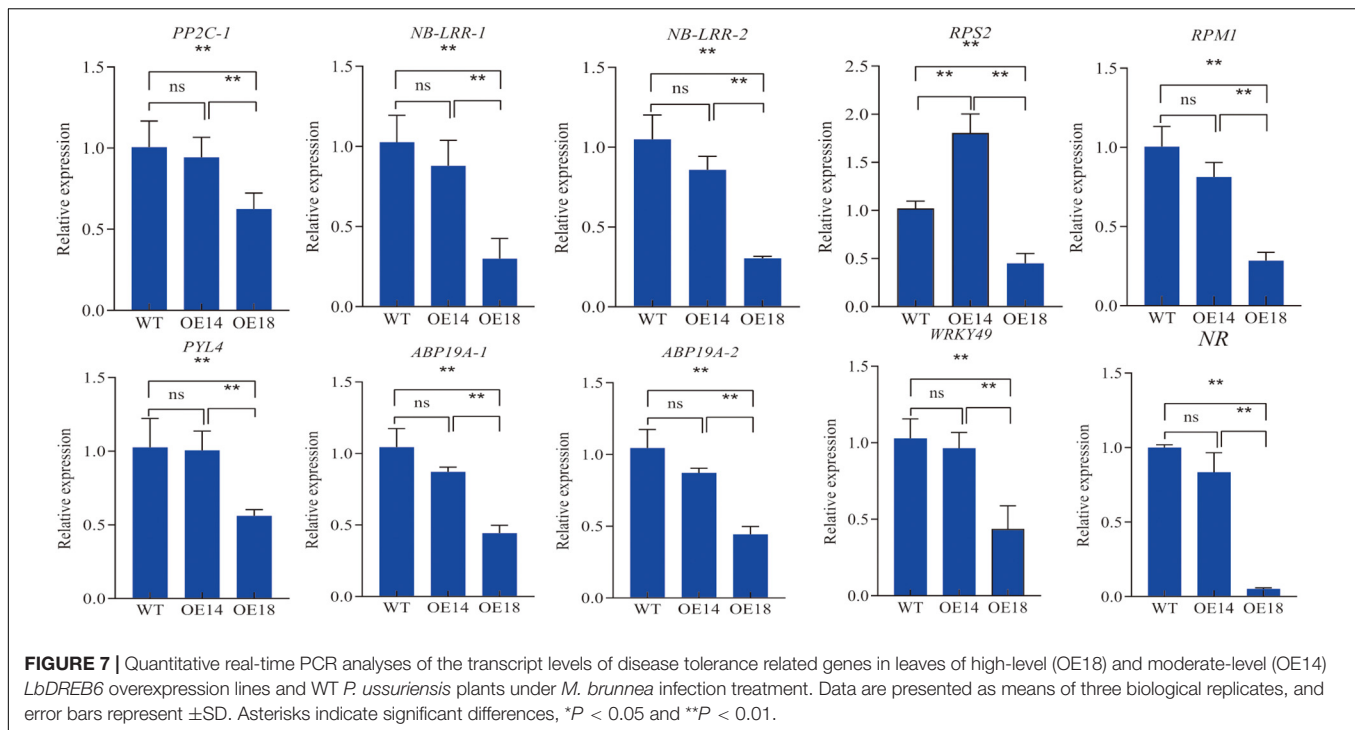 PP2C-1
**
1.5
**
ns
1.0
0.5
0.0
Relative expression
WT OE14 OE18
NB-LRR-1
**
1.5
**
ns
1.0
0.5
0.0
Relative expression
WT OE14 OE18
NB-LRR-2
**
1.5
**
ns
1.0
0.5
0.0
Relative expression
WT OE14 OE18
RPS2
**
2.5
** **
2.0
1.5
1.0
0.5
0.0
Relative expression
WT OE14 OE18
RPM1
**
1.5
**
ns
1.0
0.5
0.0
Relative expression
WT OE14 OE18
PYL4
**
1.5
**
ns
1.0
0.5
0.0
Relative expression
WT OE14 OE18
ABP19A-1
**
1.5
**
ns
1.0
0.5
0.0
Relative expression
WT OE14 OE18
ABP19A-2
**
1.5
**
ns
1.0
0.5
0.0
Relative expression
WT OE14 OE18
WRKY49
**
1.5
**
ns
1.0
0.5
0.0
Relative expression
WT OE14 OE18
NR
**
1.5
**
ns
1.0
0.5
0.0
Relative expression
WT OE14 OE18
FIGURE 7 | Quantitative real-time PCR analyses of the transcript levels of disease tolerance related genes in leaves of high-level (OE18) and moderate-level (OE14)
LbDREB6 overexpression lines and WT P. ussuriensis plants under M. brunnea infection treatment. Data are presented as means of three biological replicates, and
error bars represent ±SD. Asterisks indicate significant differences, *P < 0.05 and **P < 0.01.